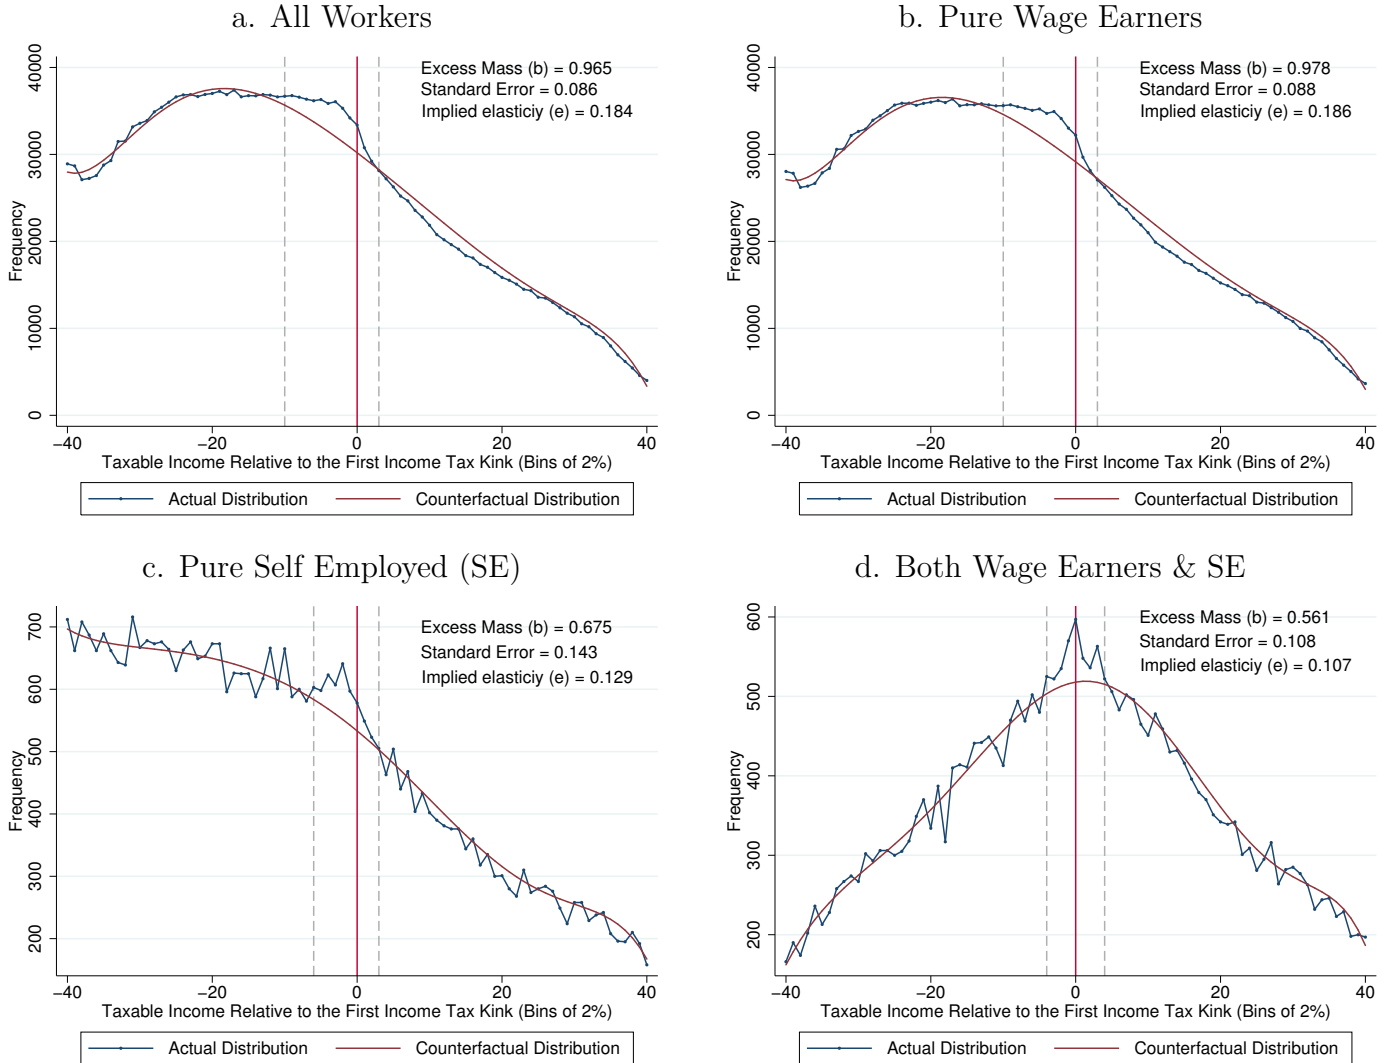 a. All Workers
Excess Mass (b) = 0.965
Standard Error = 0.086
Implied elasticiy (e) = 0.184
Frequency
40000
30000
20000
10000
0
−40 −20 0 20 40
Taxable Income Relative to the First Income Tax Kink (Bins of 2%)
Actual Distribution Counterfactual Distribution
b. Pure Wage Earners
Excess Mass (b) = 0.978
Standard Error = 0.088
Implied elasticiy (e) = 0.186
Frequency
40000
30000
20000
10000
0
−40 −20 0 20 40
Taxable Income Relative to the First Income Tax Kink (Bins of 2%)
Actual Distribution Counterfactual Distribution
c. Pure Self Employed (SE)
Excess Mass (b) = 0.675
Standard Error = 0.143
Implied elasticiy (e) = 0.129
Frequency
700
600
500
400
300
200
−40 −20 0 20 40
Taxable Income Relative to the First Income Tax Kink (Bins of 2%)
Actual Distribution Counterfactual Distribution
d. Both Wage Earners & SE
Excess Mass (b) = 0.561
Standard Error = 0.108
Implied elasticiy (e) = 0.107
Frequency
600
500
400
300
200
−40 −20 0 20 40
Taxable Income Relative to the First Income Tax Kink (Bins of 2%)
Actual Distribution Counterfactual Distribution